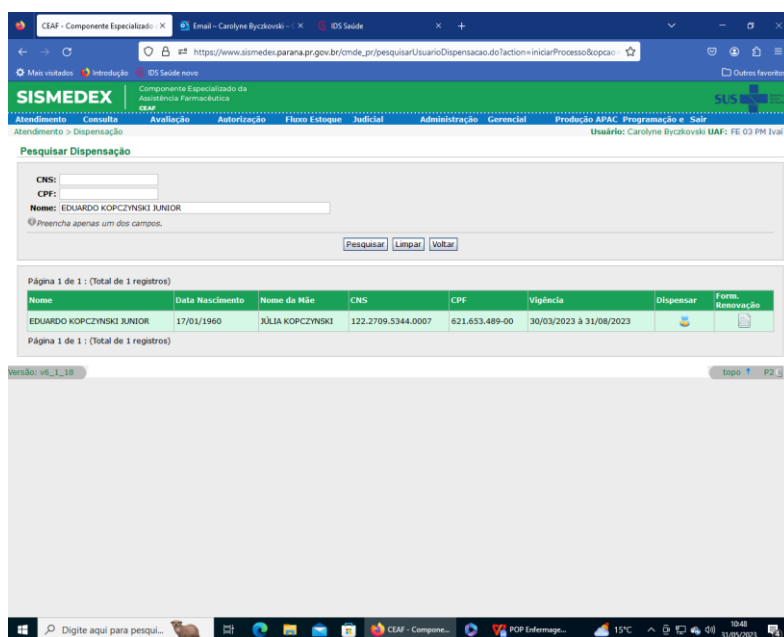 CEAF - Componente Especializado
Email – Carolyne Byczkovski –
IDS Saúde
https://www.sismedex.parana.pr.gov.br/cmde_pr/pesquisarUsuarioDispensacao.do?action=iniciarProcesso&opcao=
Mais visitados
Introdução
IDS Saúde novo
Outros favoritos
SISMEDEX
Componente Especializado da
Assistência Farmacêutica
CEAF
SUS
Atendimento Consulta Avaliação Autorização Fluxo Estoque Judicial Administração Gerencial Produção APAC Programação e Sair
Atendimento > Dispensação
Usuário: Carolyne Byczkovski UAF: FE 03 PM Ivaí
Pesquisar Dispensação
CNS:
CPF:
Nome: EDUARDO KOPCZYNSKI JUNIOR
Preencha apenas um dos campos.
Pesquisar Limpar Voltar
Página 1 de 1 : (Total de 1 registros)
Nome Data Nascimento Nome da Mãe CNS CPF Vigência Dispensar Form. Renovação
EDUARDO KOPCZYNSKI JUNIOR 17/01/1960 JÚLIA KOPCZYNSKI 122.2709.5344.0007 621.653.489-00 30/03/2023 à 31/08/2023
Página 1 de 1 : (Total de 1 registros)
Versão: v6_1_18
topo
Digite aqui para pesqui...
CEAF - Compone...
POP Enfermage...
15°C
10:48
31/05/2023